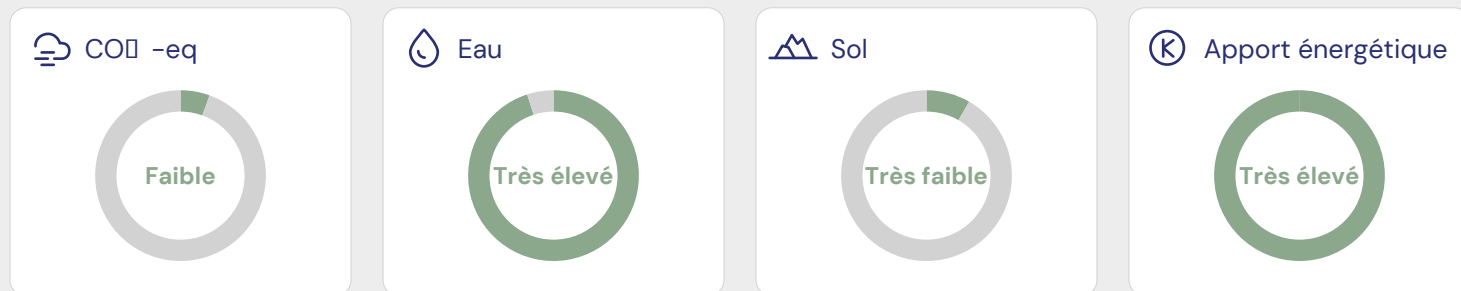 CO▯ -eq
Eau
Sol
Apport énergétique
Faible
Très élevé
Très faible
Très élevé